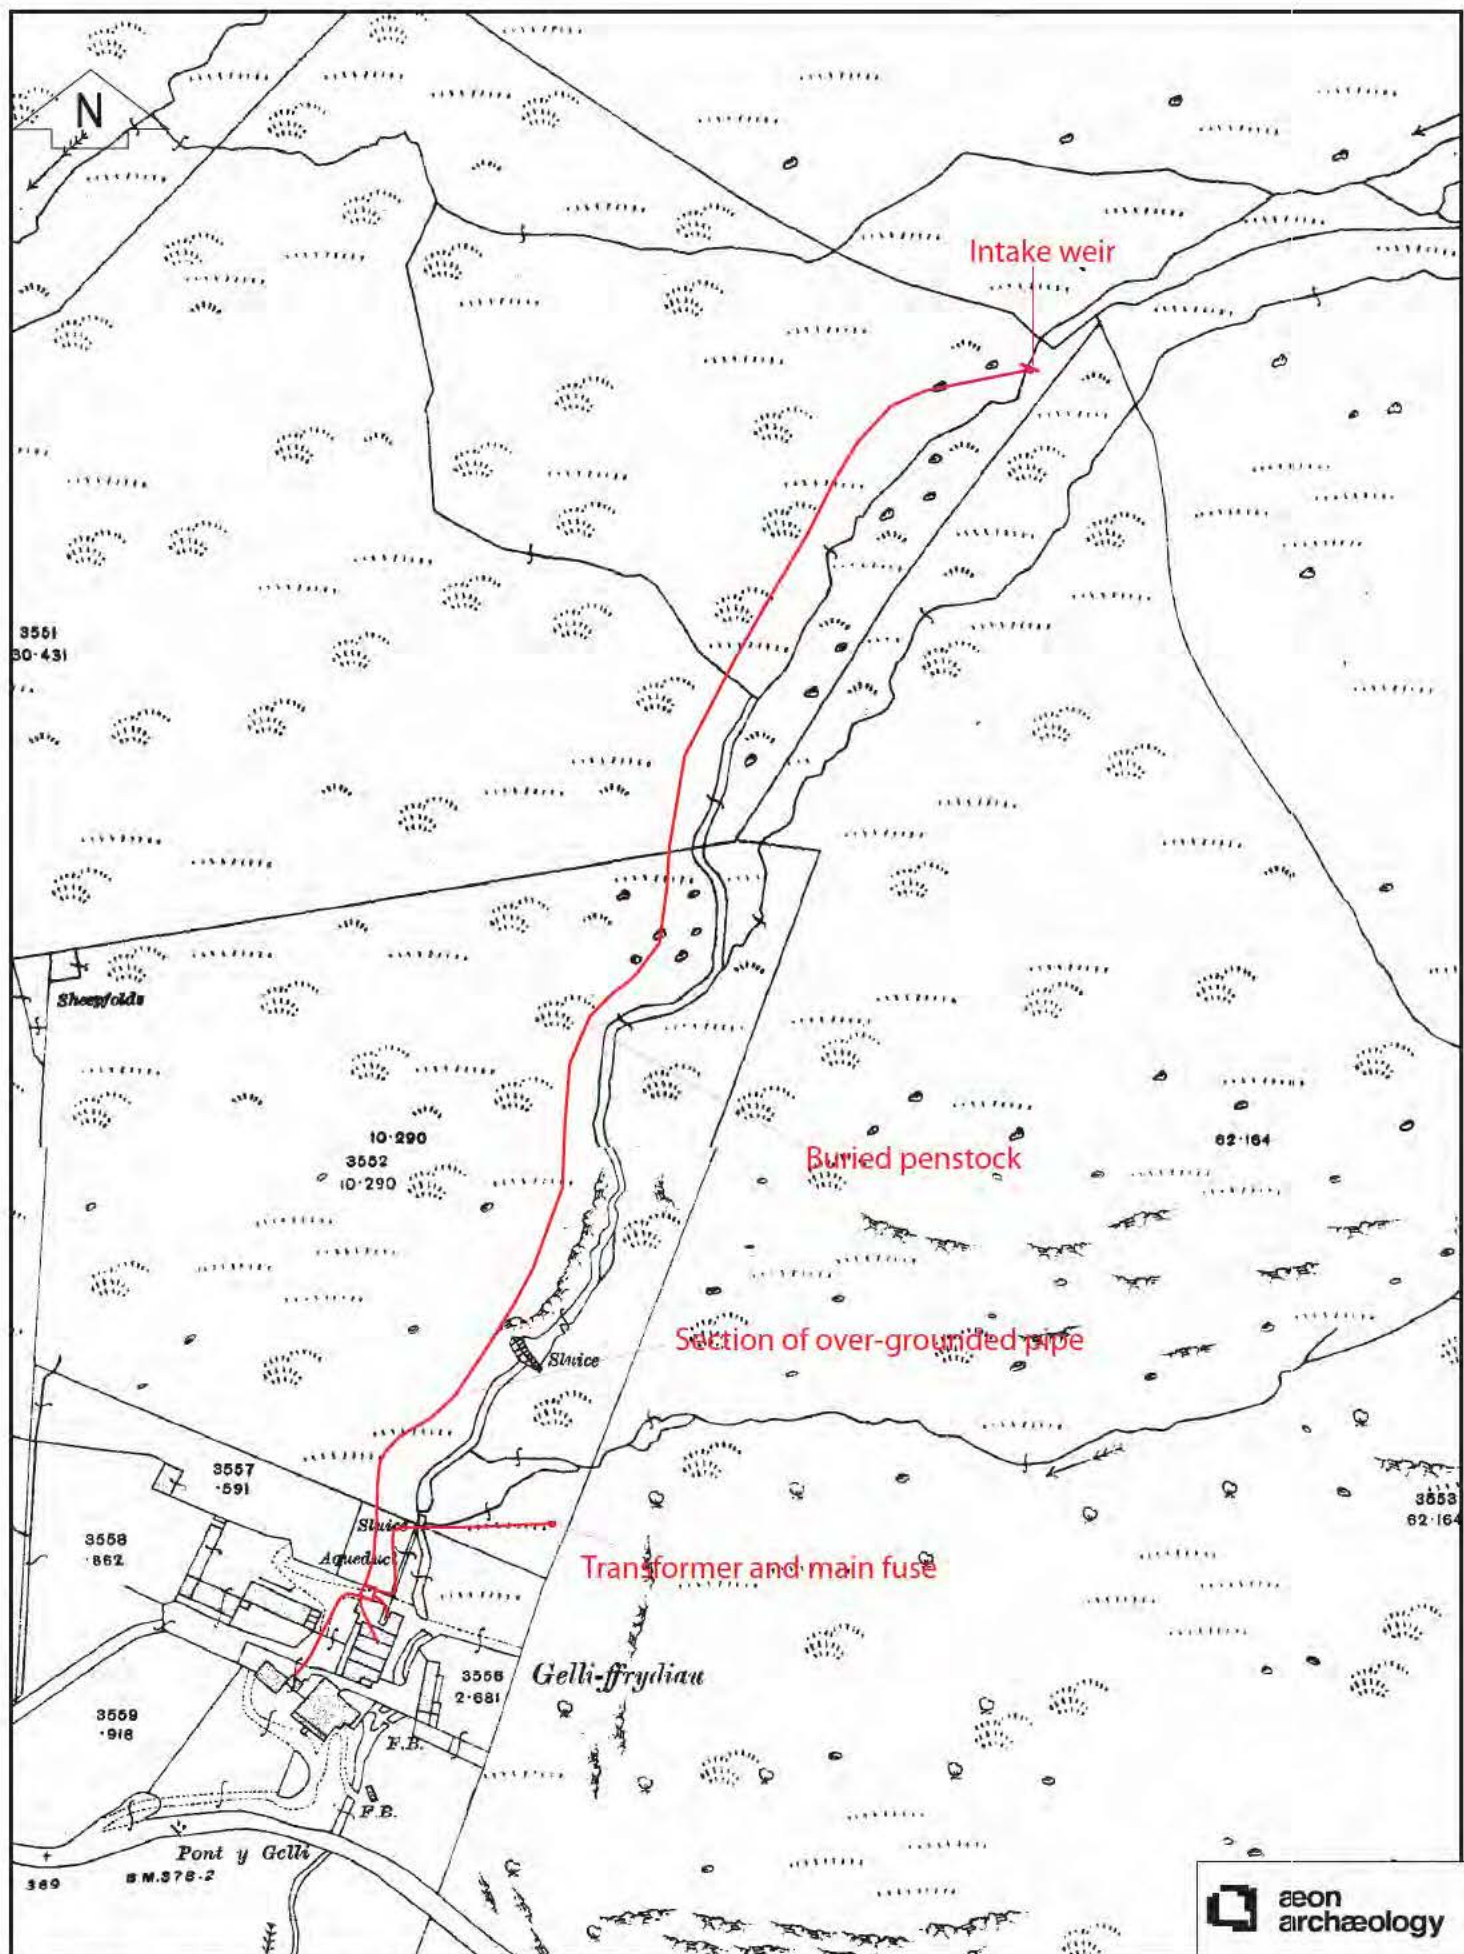 N
Intake weir
3551
30·431
Sheepfolds
10·290
3552
10·290
62·164
Buried penstock
Section of over-grounded pipe
Sluice
3557
·591
3553
62·164
Sluice
3558
·862
Aqueduct
Transformer and main fuse
Gelli-ffrydiau
3556
2·681
3559
·918
F.B.
F.B.
Pont y Gelli
B.M.378·2
369
aeon
archæology